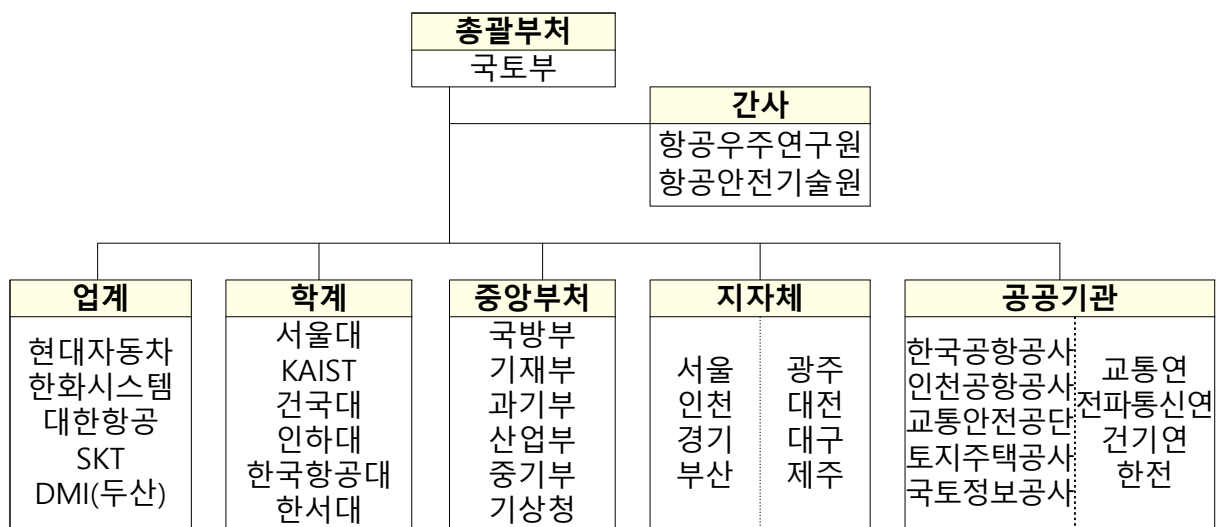 총괄부처
국토부
간사
항공우주연구원
항공안전기술원
업계
현대자동차
한화시스템
대한항공
SKT
DMI(두산)
학계
서울대
KAIST
건국대
인하대
한국항공대
한서대
중앙부처
국방부
기재부
과기부
산업부
중기부
기상청
지자체
서울
인천
경기
부산
광주
대전
대구
제주
공공기관
한국공항공사
인천공항공사
교통안전공단
토지주택공사
국토정보공사
교통연
전파통신연
건기연
한전